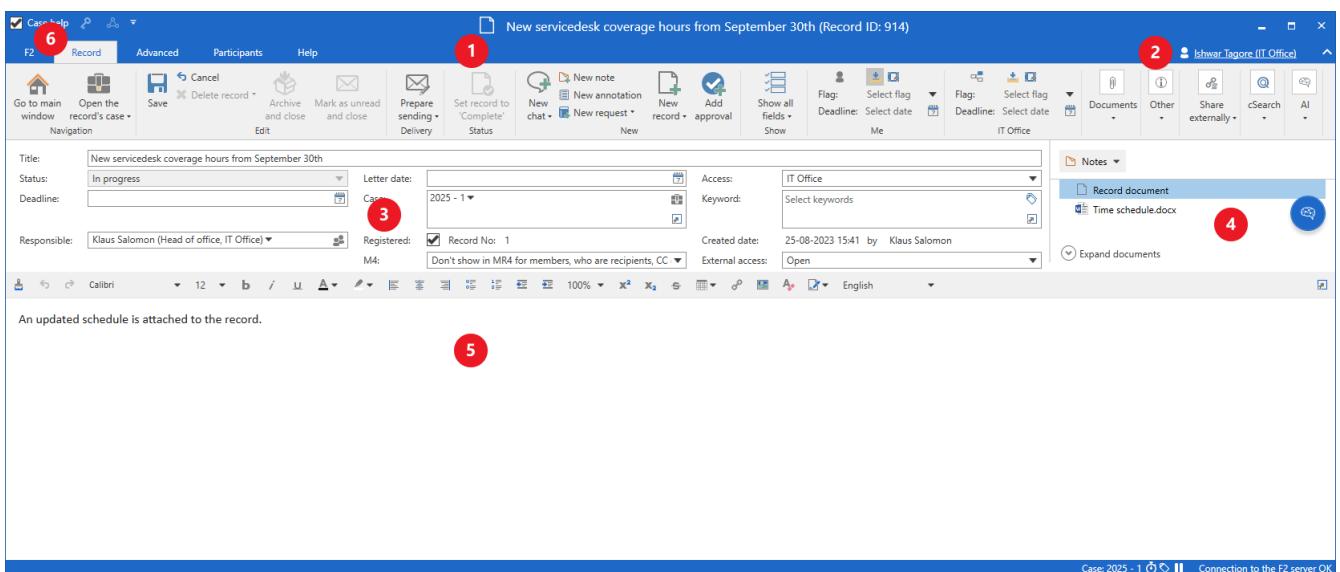 Case help
New servicedesk coverage hours from September 30th (Record ID: 914)
6
1
2
F2 Record Advanced Participants Help
Ishwar Tagore (IT Office)
Go to main window
Open the record's case
Navigation
Save
Cancel
Delete record
Archive and close
Mark as unread and close
Edit
Prepare sending
Delivery
Set record to 'Complete'
Status
New chat
New note
New annotation
New request
New record
Add approval
New
Show all fields
Show
Flag: Select flag
Deadline: Select date
Me
Flag: Select flag
Deadline: Select date
IT Office
Documents
Other
Share externally
cSearch
AI
Title: New servicedesk coverage hours from September 30th
Status: In progress
Letter date:
Access: IT Office
Deadline:
Case: 2025 - 1
3
Keyword: Select keywords
Responsible: Klaus Salomon (Head of office, IT Office)
Registered: Record No: 1
Created date: 25-08-2023 15:41 by Klaus Salomon
M4: Don't show in MR4 for members, who are recipients, CC
External access: Open
Notes
Record document
Time schedule.docx
4
Expand documents
Calibri 12 b i u A 100% x² x₂ S English
An updated schedule is attached to the record.
5
Case: 2025 - 1 Connection to the F2 server OK